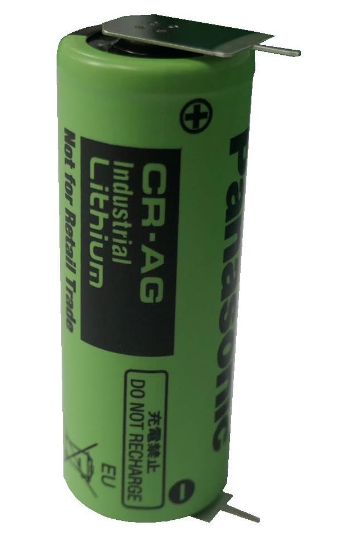 Panasonic
CR-AG
Industrial
Lithium
Not for Retail Trade
充電禁止
DO NOT RECHARGE
EU